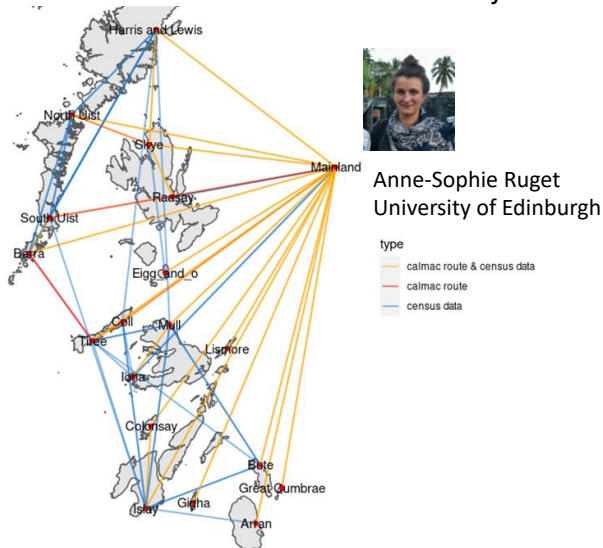 Harris and Lewis
North Uist
Skye
Mainland
Raasay
South Uist
Barra
Eigg_and_o
Coll
Mull
Tiree
Lismore
Iona
Colonsay
Bute
Great Cumbrae
Gigha
Islay
Arran
Anne-Sophie Ruget
University of Edinburgh
type
calmac route & census data
calmac route
census data